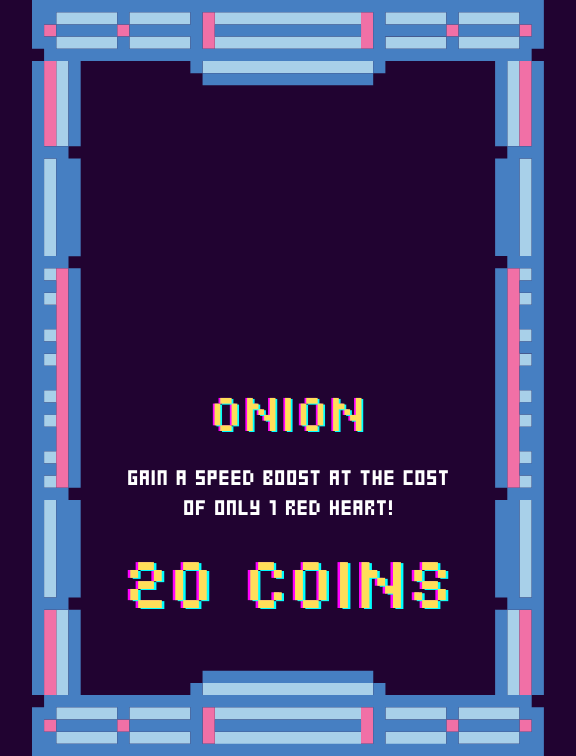 ONION
GAIN A SPEED BOOST AT THE COST
OF ONLY 1 RED HEART!
20 COINS